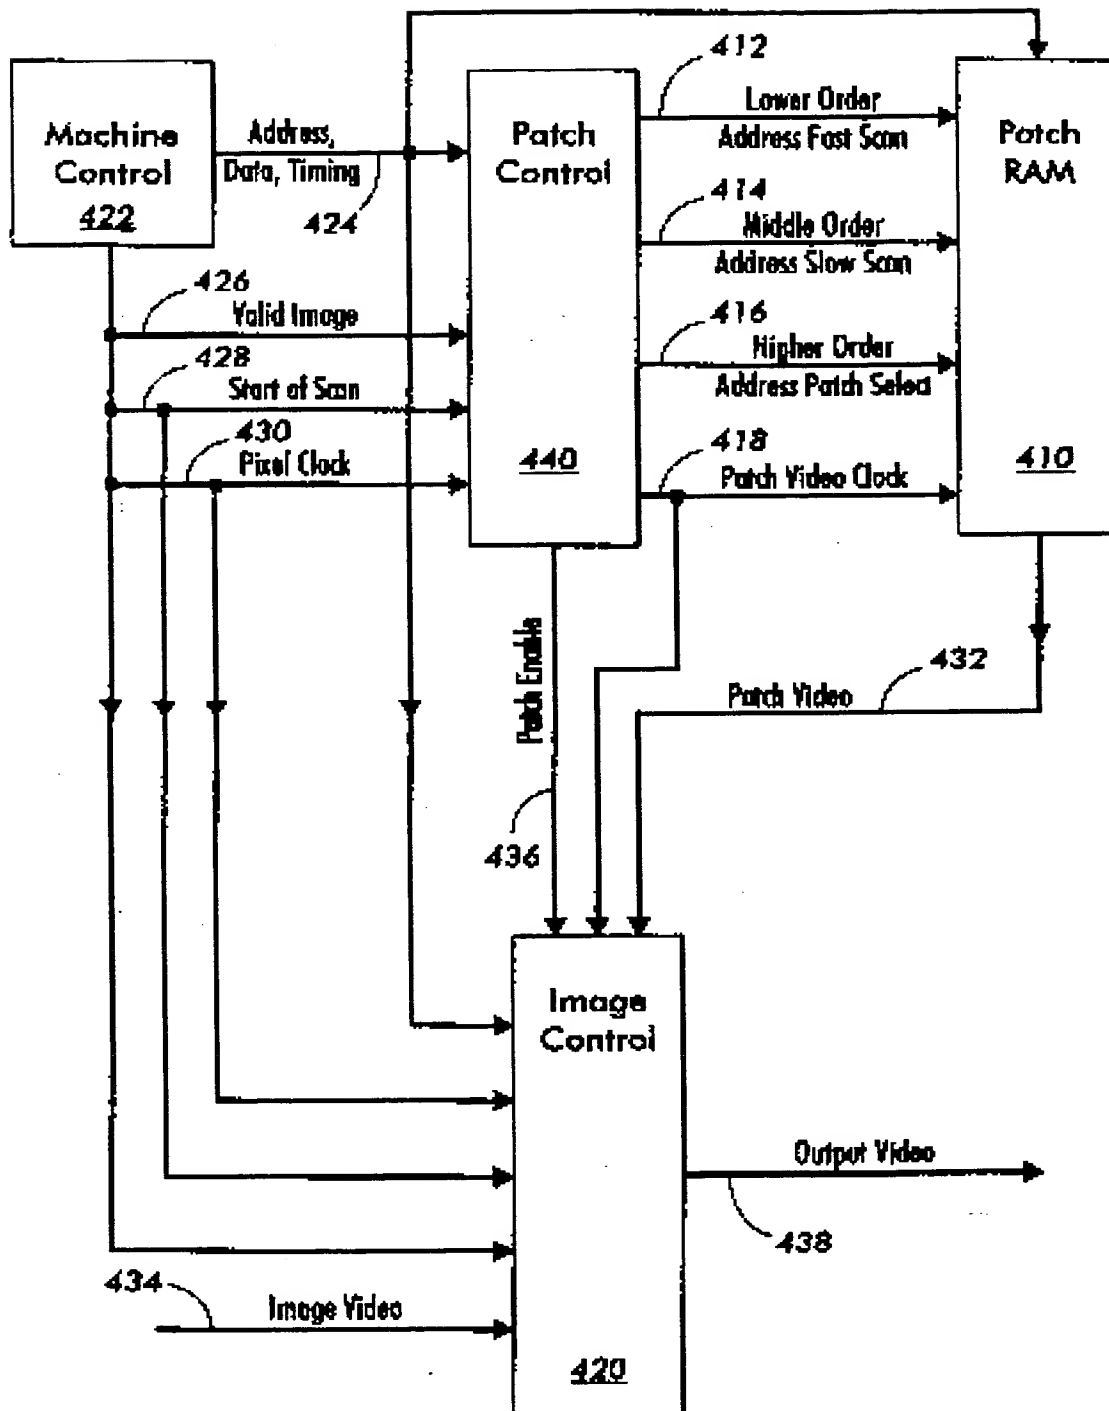 412
Machine
Control
422
Address,
Data, Timing
424
Patch
Control
440
Lower Order
Address Fast Scan
414
Middle Order
Address Slow Scan
416
Higher Order
Address Patch Select
418
Patch Video Clock
Patch
RAM
410
426
Valid Image
428
Start of Scan
430
Pixel Clock
Patch Enable
436
432
Patch Video
Image
Control
420
Output Video
438
434
Image Video